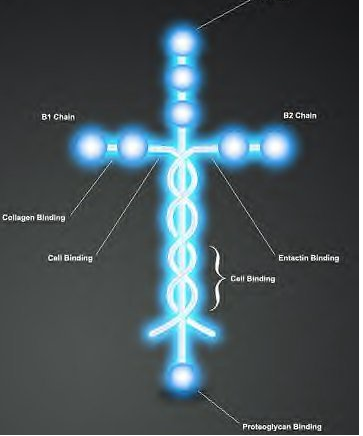 B1 Chain
B2 Chain
Collagen Binding
Cell Binding
Entactin Binding
Cell Binding
Proteoglycan Binding